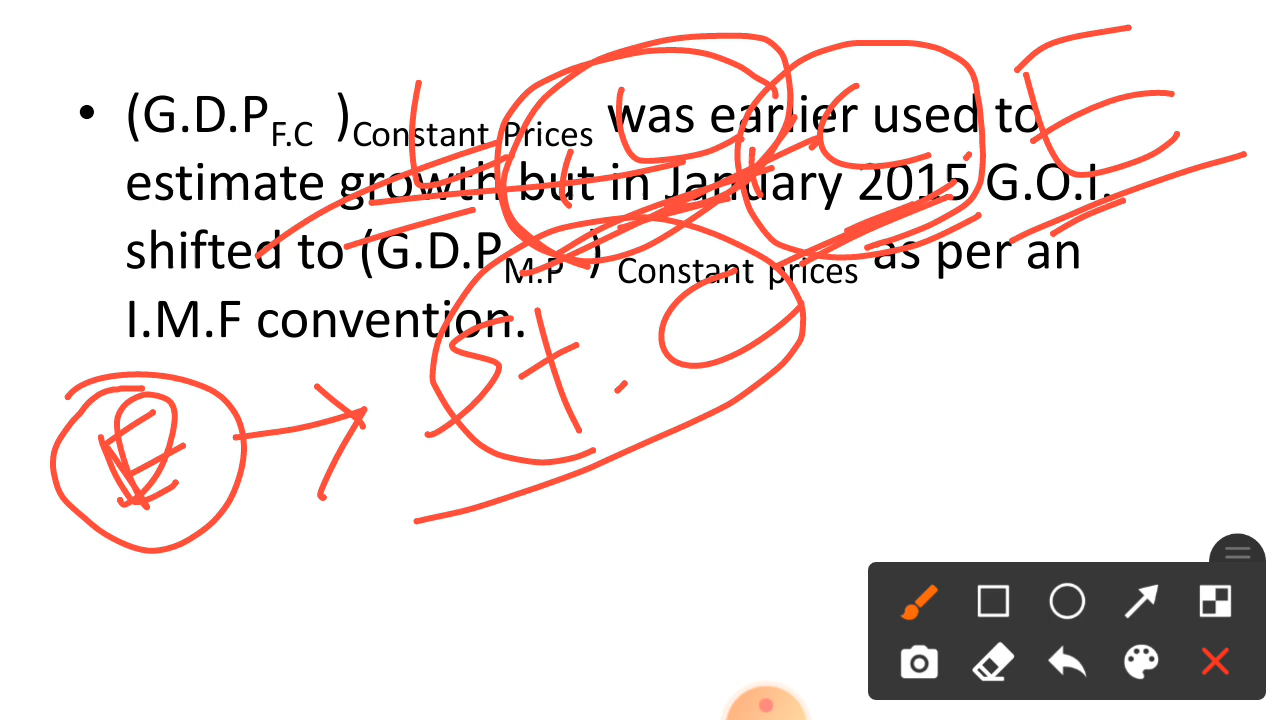 • (G.D.P F.C )Constant Prices was earlier used to
estimate growth but in January 2015 G.O.I.
shifted to (G.D.P M.P ) Constant prices as per an
I.M.F convention.
L
L
C
E
St. O
E